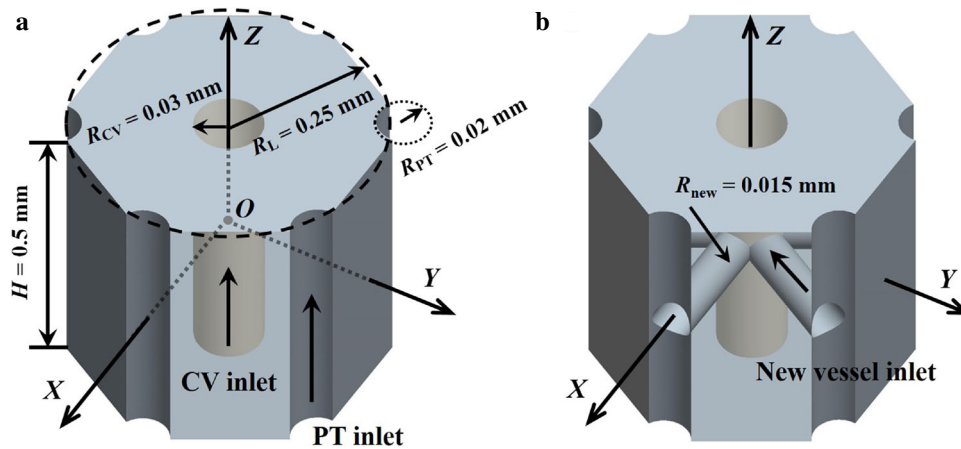 a
Z
R_CV = 0.03 mm
R_L = 0.25 mm
R_PT = 0.02 mm
H = 0.5 mm
O
Y
X
CV inlet
PT inlet
b
Z
R_new = 0.015 mm
Y
X
New vessel inlet